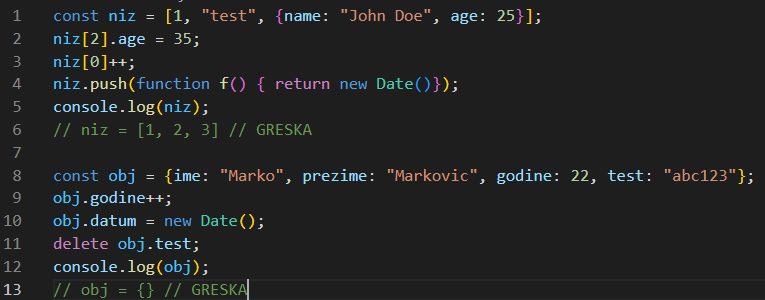 1 const niz = [1, "test", {name: "John Doe", age: 25}];
2 niz[2].age = 35;
3 niz[0]++;
4 niz.push(function f() { return new Date()});
5 console.log(niz);
6 // niz = [1, 2, 3] // GRESKA
7
8 const obj = {ime: "Marko", prezime: "Markovic", godine: 22, test: "abc123"};
9 obj.godine++;
10 obj.datum = new Date();
11 delete obj.test;
12 console.log(obj);
13 // obj = {} // GRESKA